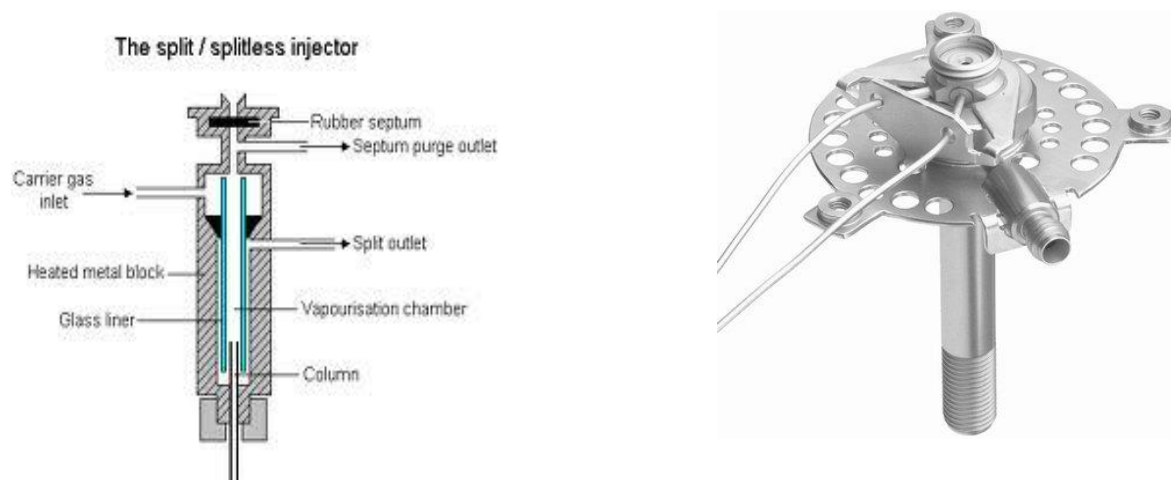 The split / splitless injector
Rubber septum
Septum purge outlet
Carrier gas
inlet
Split outlet
Heated metal block
Vapourisation chamber
Glass liner
Column